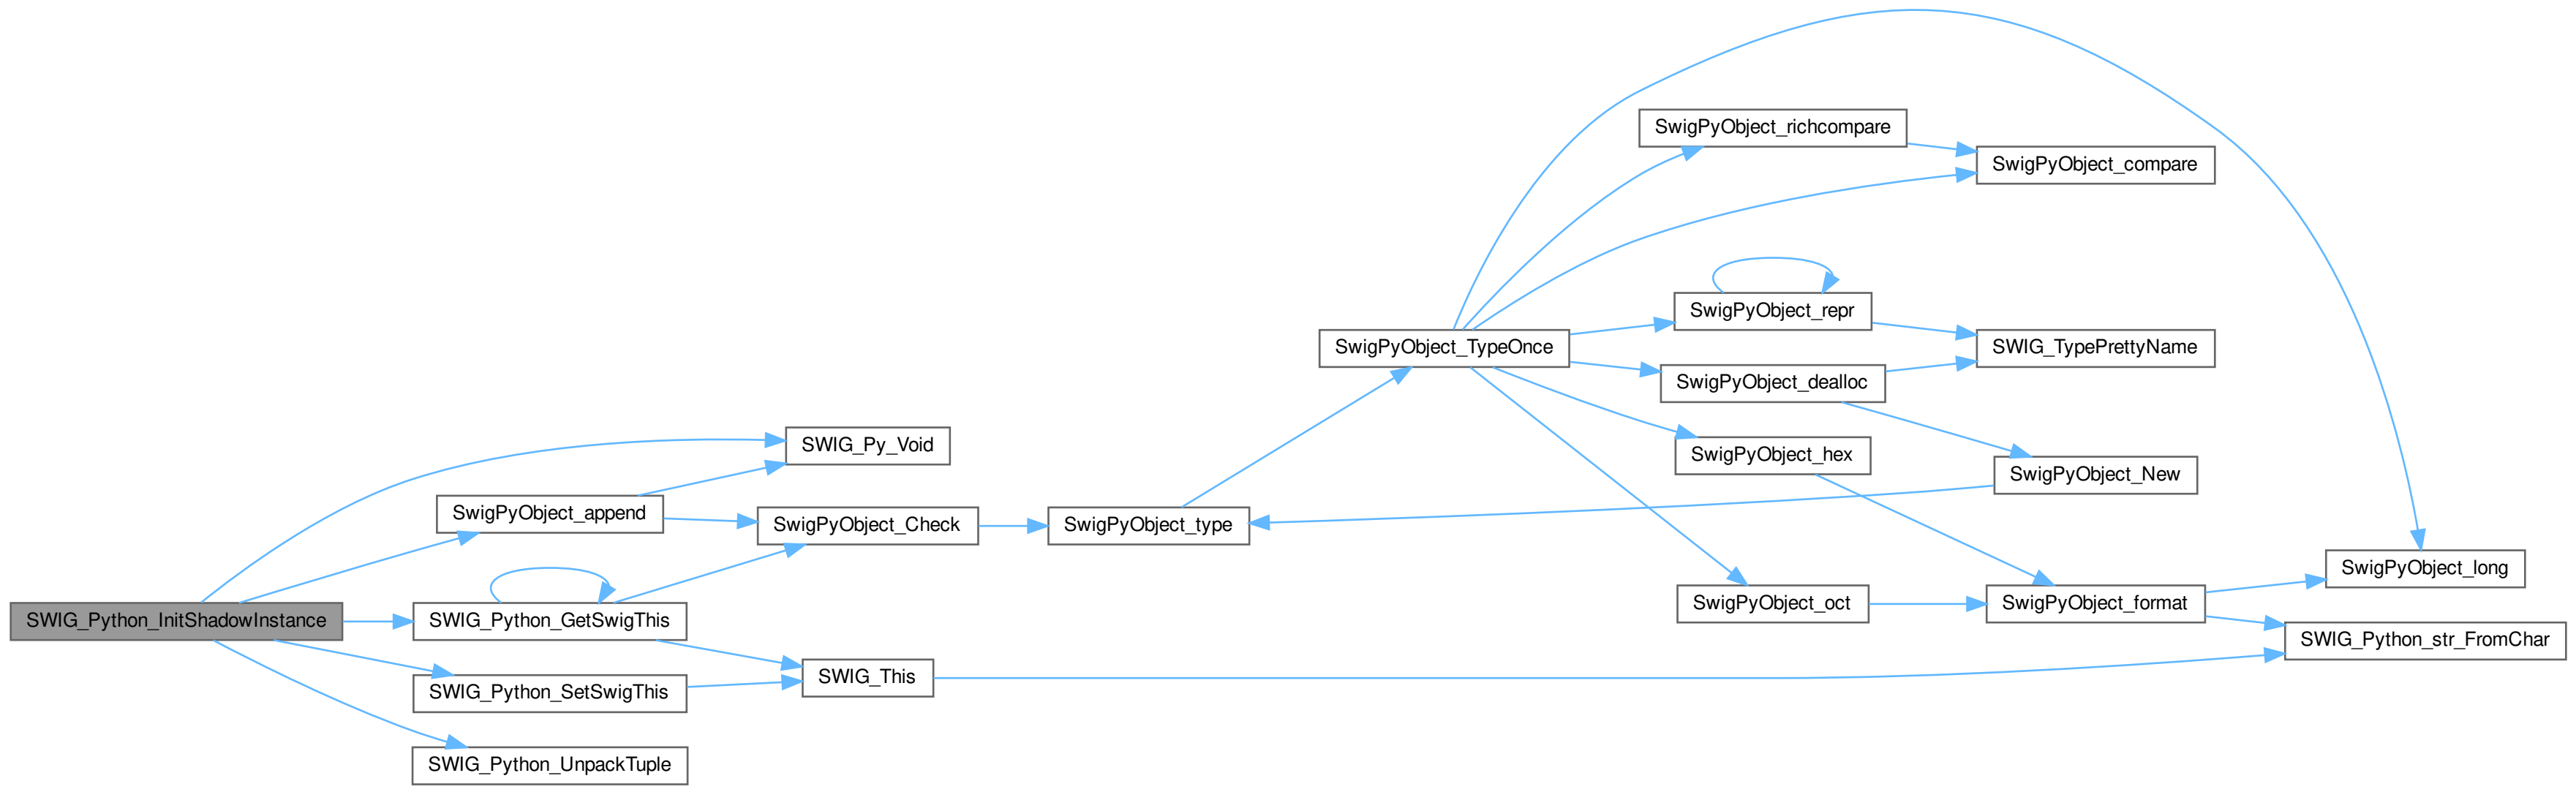 SWIG_Python_InitShadowInstance
SWIG_Py_Void
SwigPyObject_append
SwigPyObject_Check
SWIG_Python_GetSwigThis
SWIG_Python_SetSwigThis
SWIG_This
SWIG_Python_UnpackTuple
SwigPyObject_type
SwigPyObject_TypeOnce
SwigPyObject_richcompare
SwigPyObject_compare
SwigPyObject_repr
SWIG_TypePrettyName
SwigPyObject_dealloc
SwigPyObject_hex
SwigPyObject_New
SwigPyObject_oct
SwigPyObject_format
SwigPyObject_long
SWIG_Python_str_FromChar